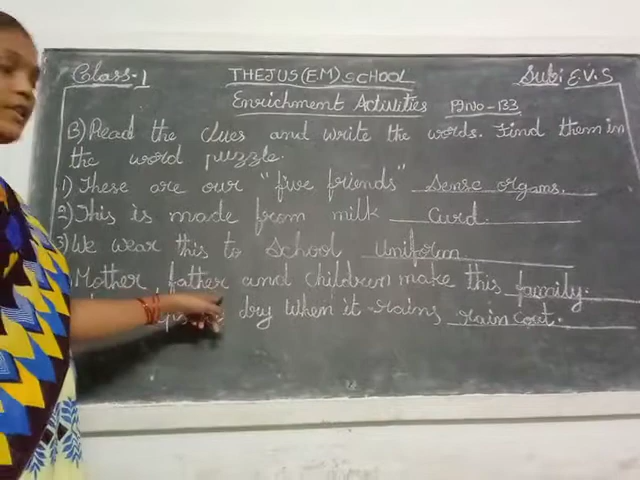 Class-1 THEJUS (E.M) SCHOOL Sub: E.V.S
Enrichment Activities Pg No-133
B) Read the clues and write the words. Find them in
the word puzzle.
1) These are our "five friends" Sense organs.
2) This is made from milk Curd.
3) We wear this to School Uniform
Mother, father and children make this family.
dry when it rains rain coat.